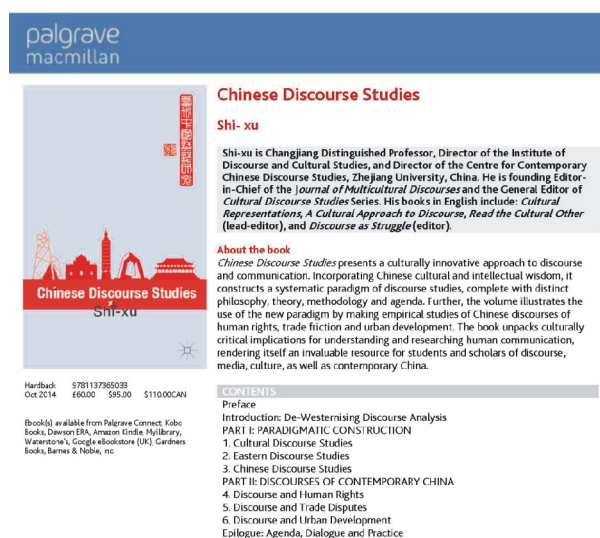 palgrave
macmillan
Chinese Discourse Studies
Shi-xu
Hardback 9781137365033
Oct 2014 £60.00 $95.00 $110.00CAN
Ebook(s) available from Palgrave Connect, Kobo
Books, Dawson ERA, Amazon Kindle, Myilibrary,
Waterstone's, Google eBookstore (UK), Gardners
Books, Barnes & Noble, Inc.
Chinese Discourse Studies
Shi- xu
Shi-xu is Changjiang Distinguished Professor, Director of the Institute of
Discourse and Cultural Studies, and Director of the Centre for Contemporary
Chinese Discourse Studies, Zhejiang University, China. He is founding Editor-
in-Chief of the Journal of Multicultural Discourses and the General Editor of
Cultural Discourse Studies Series. His books in English include: Cultural
Representations, A Cultural Approach to Discourse, Read the Cultural Other
(lead-editor), and Discourse as Struggle (editor).
About the book
Chinese Discourse Studies presents a culturally innovative approach to discourse
and communication. Incorporating Chinese cultural and intellectual wisdom, it
constructs a systematic paradigm of discourse studies, complete with distinct
philosophy, theory, methodology and agenda. Further, the volume illustrates the
use of the new paradigm by making empirical studies of Chinese discourses of
human rights, trade friction and urban development. The book unpacks culturally
critical implications for understanding and researching human communication,
rendering itself an invaluable resource for students and scholars of discourse,
media, culture, as well as contemporary China.
CONTENTS
Preface
Introduction: De-Westernising Discourse Analysis
PART I: PARADIGMATIC CONSTRUCTION
1. Cultural Discourse Studies
2. Eastern Discourse Studies
3. Chinese Discourse Studies
PART II: DISCOURSES OF CONTEMPORARY CHINA
4. Discourse and Human Rights
5. Discourse and Trade Disputes
6. Discourse and Urban Development
Epilogue: Agenda, Dialogue and Practice